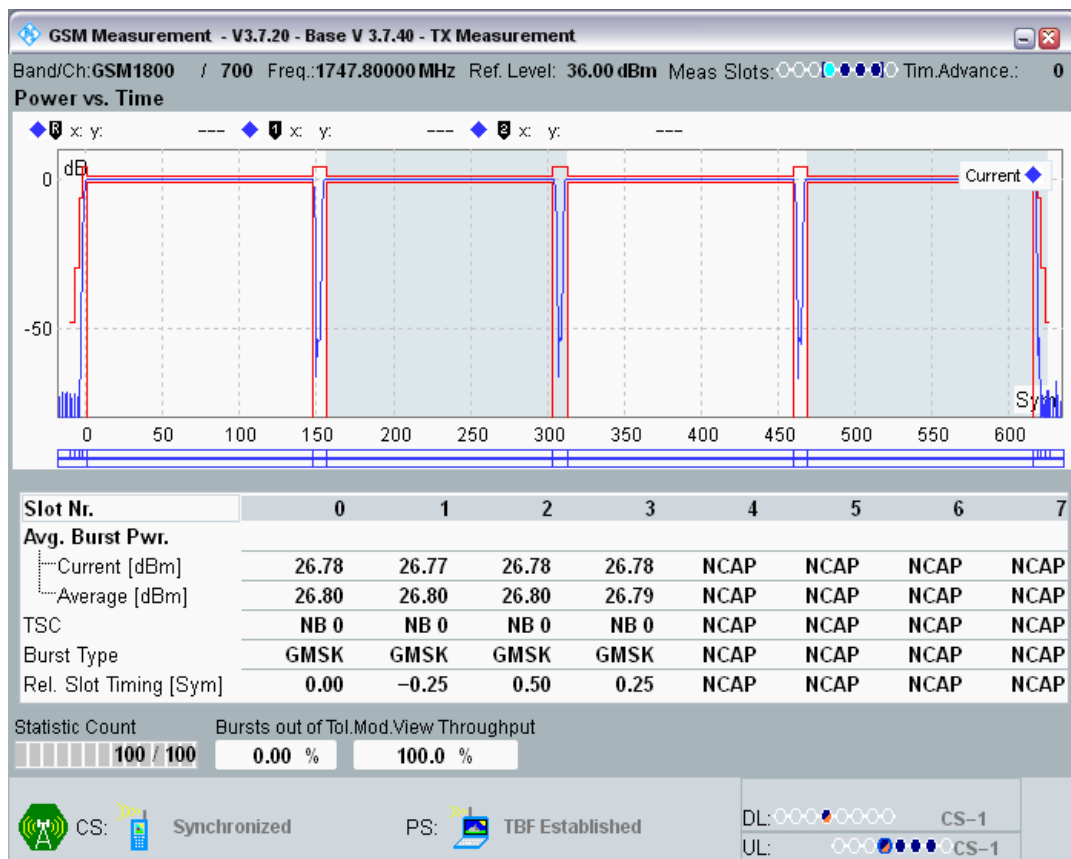 GSM Measurement - V3.7.20 - Base V 3.7.40 - TX Measurement
Band/Ch:GSM1800 / 700 Freq.:1747.80000 MHz Ref. Level: 36.00 dBm Meas Slots: Tim.Advance.: 0
Power vs. Time
R x: y: --- 1 x: y: --- 2 x: y: ---
dB
Current
0
-50
Sym
0 50 100 150 200 250 300 350 400 450 500 550 600
Slot Nr. 0 1 2 3 4 5 6 7
Avg. Burst Pwr.
Current [dBm] 26.78 26.77 26.78 26.78 NCAP NCAP NCAP NCAP
Average [dBm] 26.80 26.80 26.80 26.79 NCAP NCAP NCAP NCAP
TSC NB 0 NB 0 NB 0 NB 0 NCAP NCAP NCAP NCAP
Burst Type GMSK GMSK GMSK GMSK NCAP NCAP NCAP NCAP
Rel. Slot Timing [Sym] 0.00 −0.25 0.50 0.25 NCAP NCAP NCAP NCAP
Statistic Count Bursts out of Tol.Mod.View Throughput
100 / 100 0.00 % 100.0 %
CS: Synchronized PS: TBF Established
DL: CS−1
UL: CS−1